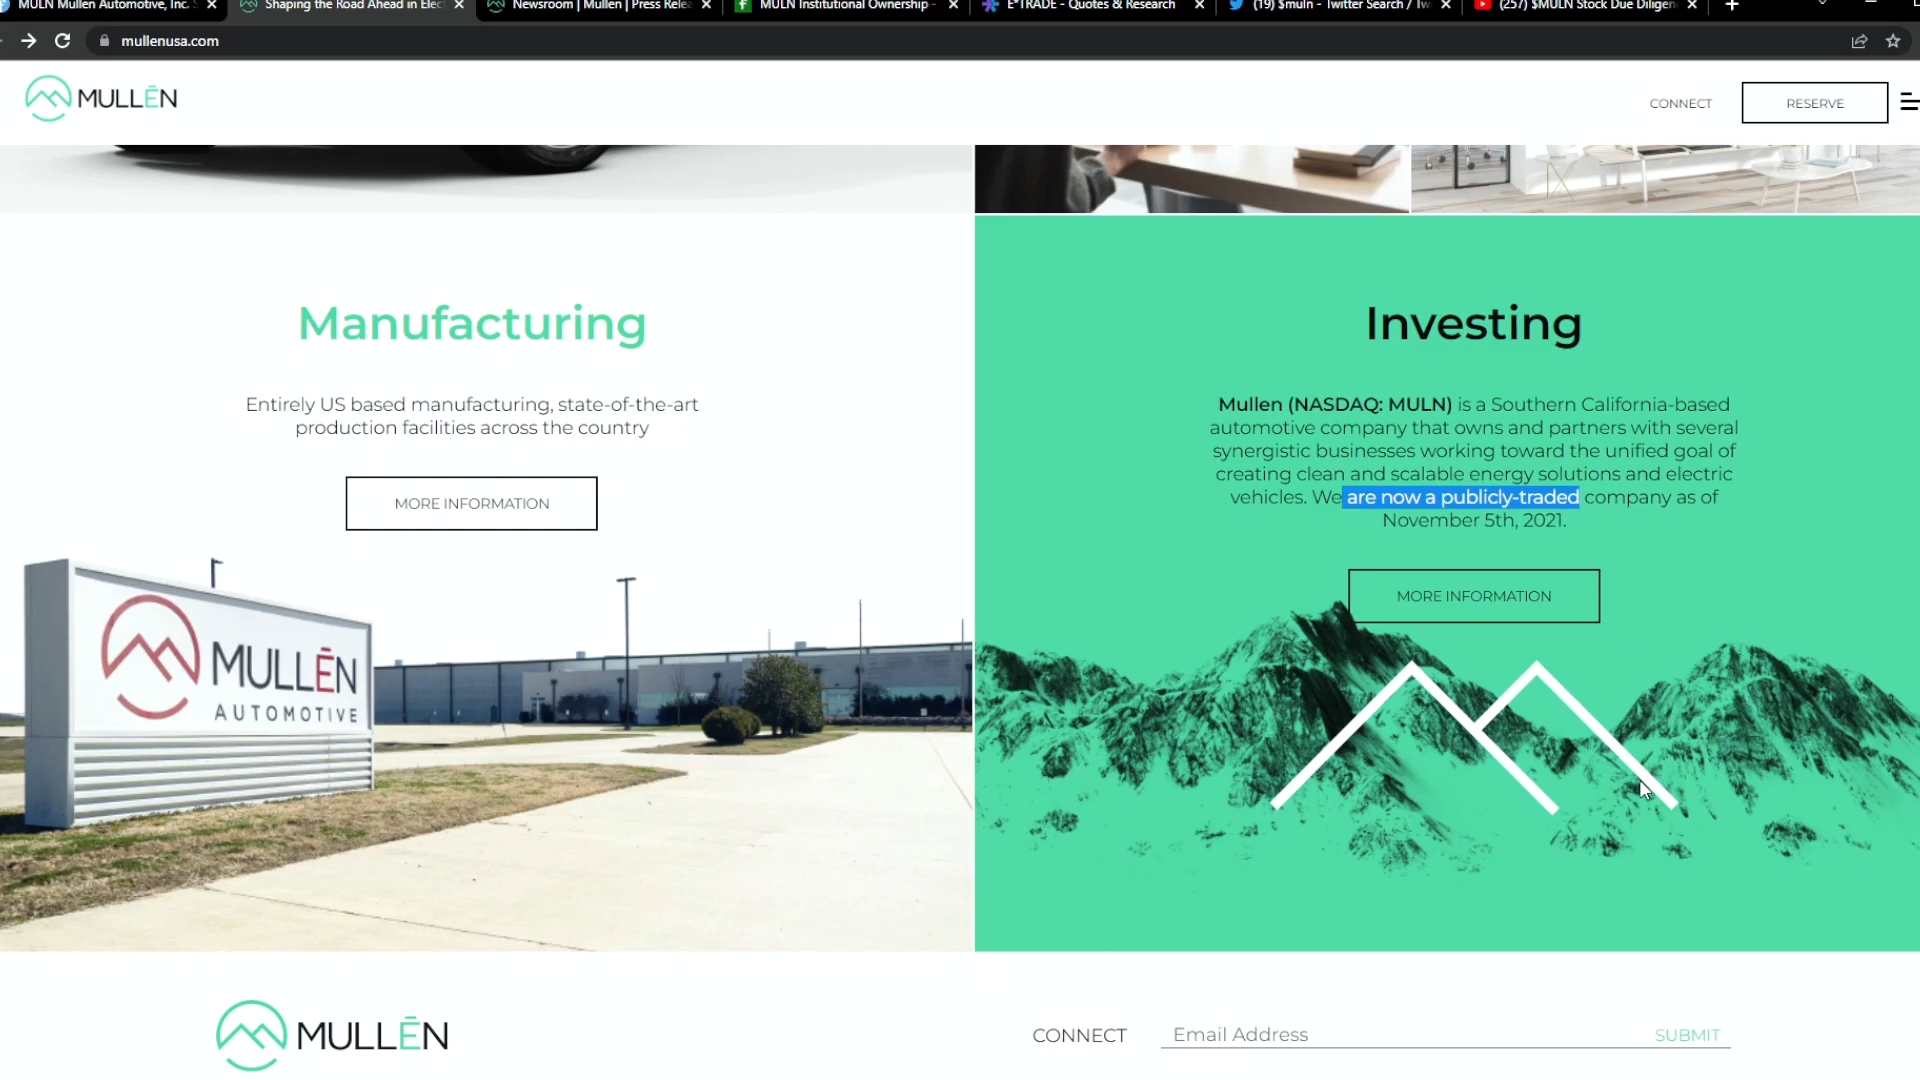 MULN Mullen Automotive, Inc.
Shaping the Road Ahead in Elec
Newsroom | Mullen | Press Relea
MULN Institutional Ownership -
E*TRADE - Quotes & Research
(19) $muln - Twitter Search / Tw
(257) $MULN Stock Due Diligen
mullenusa.com
MULLĒN
CONNECT
RESERVE
Manufacturing
Entirely US based manufacturing, state-of-the-art
production facilities across the country
MORE INFORMATION
MULLĒN
AUTOMOTIVE
Investing
Mullen (NASDAQ: MULN) is a Southern California-based
automotive company that owns and partners with several
synergistic businesses working toward the unified goal of
creating clean and scalable energy solutions and electric
vehicles. We are now a publicly-traded company as of
November 5th, 2021.
MORE INFORMATION
MULLĒN
CONNECT
Email Address
SUBMIT